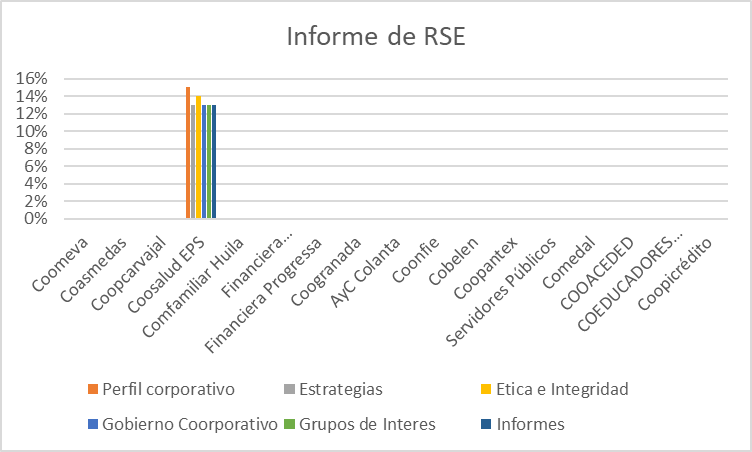 Informe de RSE
16%
14%
12%
10%
8%
6%
4%
2%
0%
Coomeva
Coasmedas
Coopcarvajal
Coosalud EPS
Comfamiliar Huila
Financiera...
Financiera Progressa
Coogranada
AyC Colanta
Coonfie
Cobelen
Coopantex
Servidores Públicos
Comedal
COOACEDED
COEDUCADORES...
Coopicrédito
Perfil corporativo
Estrategias
Etica e Integridad
Gobierno Coorporativo
Grupos de Interes
Informes